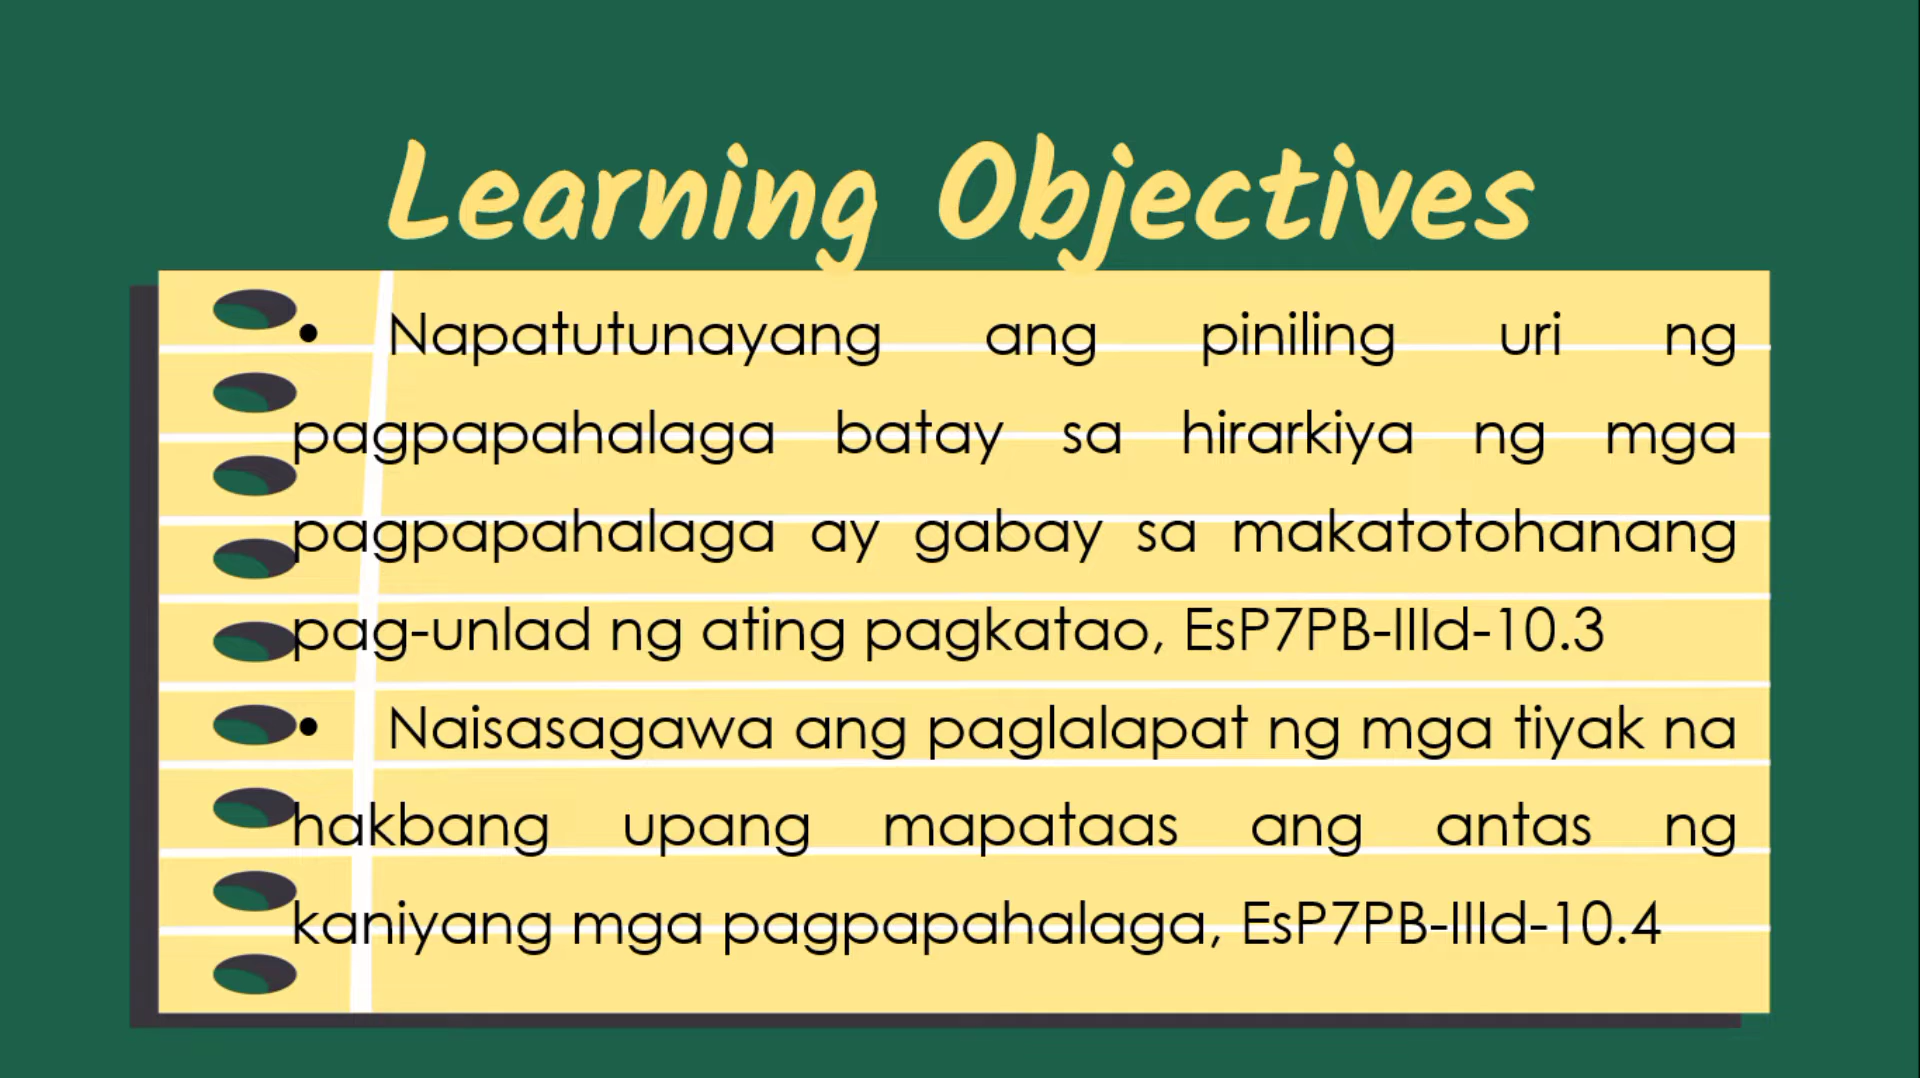 Learning Objectives
• Napatutunayang ang piniling uri ng
pagpapahalaga batay sa hirarkiya ng mga
pagpapahalaga ay gabay sa makatotohanang
pag-unlad ng ating pagkatao, EsP7PB-IIId-10.3
• Naisasagawa ang paglalapat ng mga tiyak na
hakbang upang mapataas ang antas ng
kaniyang mga pagpapahalaga, EsP7PB-IIId-10.4